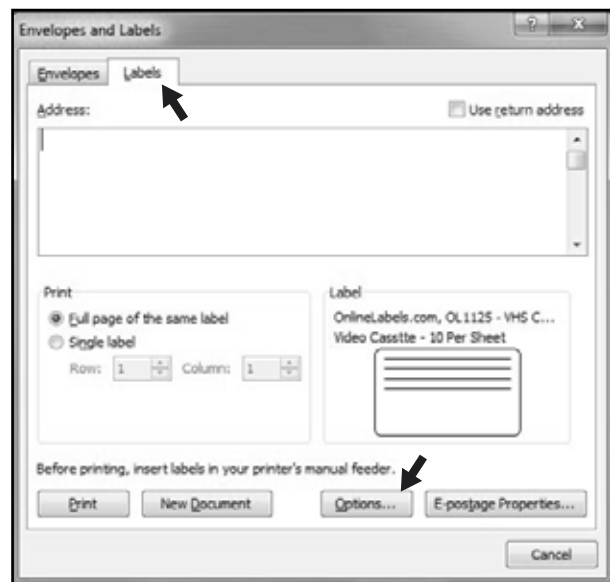 Envelopes and Labels
Envelopes Labels
Address:
Use return address
Print
Full page of the same label
Single label
Row: 1 Column: 1
Label
OnlineLabels.com, OL1125 - VHS C...
Video Casstte - 10 Per Sheet
Before printing, insert labels in your printer's manual feeder.
Print New Document Options... E-postage Properties...
Cancel